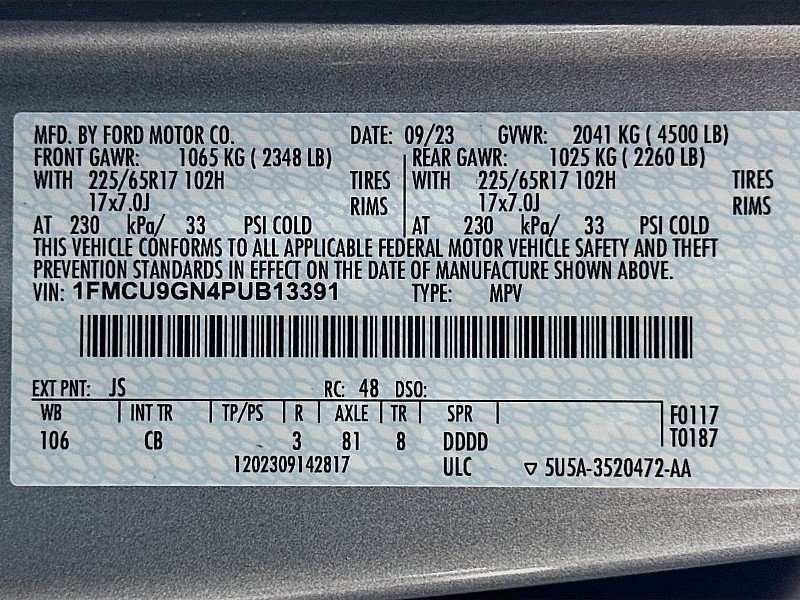 MFD. BY FORD MOTOR CO. DATE: 09/23 GVWR: 2041 KG ( 4500 LB)
FRONT GAWR: 1065 KG ( 2348 LB) REAR GAWR: 1025 KG ( 2260 LB)
WITH 225/65R17 102H TIRES WITH 225/65R17 102H TIRES
17x7.0J RIMS 17x7.0J RIMS
AT 230 kPa/ 33 PSI COLD AT 230 kPa/ 33 PSI COLD
THIS VEHICLE CONFORMS TO ALL APPLICABLE FEDERAL MOTOR VEHICLE SAFETY AND THEFT
PREVENTION STANDARDS IN EFFECT ON THE DATE OF MANUFACTURE SHOWN ABOVE.
VIN: 1FMCU9GN4PUB13391 TYPE: MPV
EXT PNT: JS RC: 48 DSO:
WB INT TR TP/PS R AXLE TR SPR F0117
106 CB 3 81 8 DDDD T0187
1202309142817 ULC ▽ 5U5A-3520472-AA